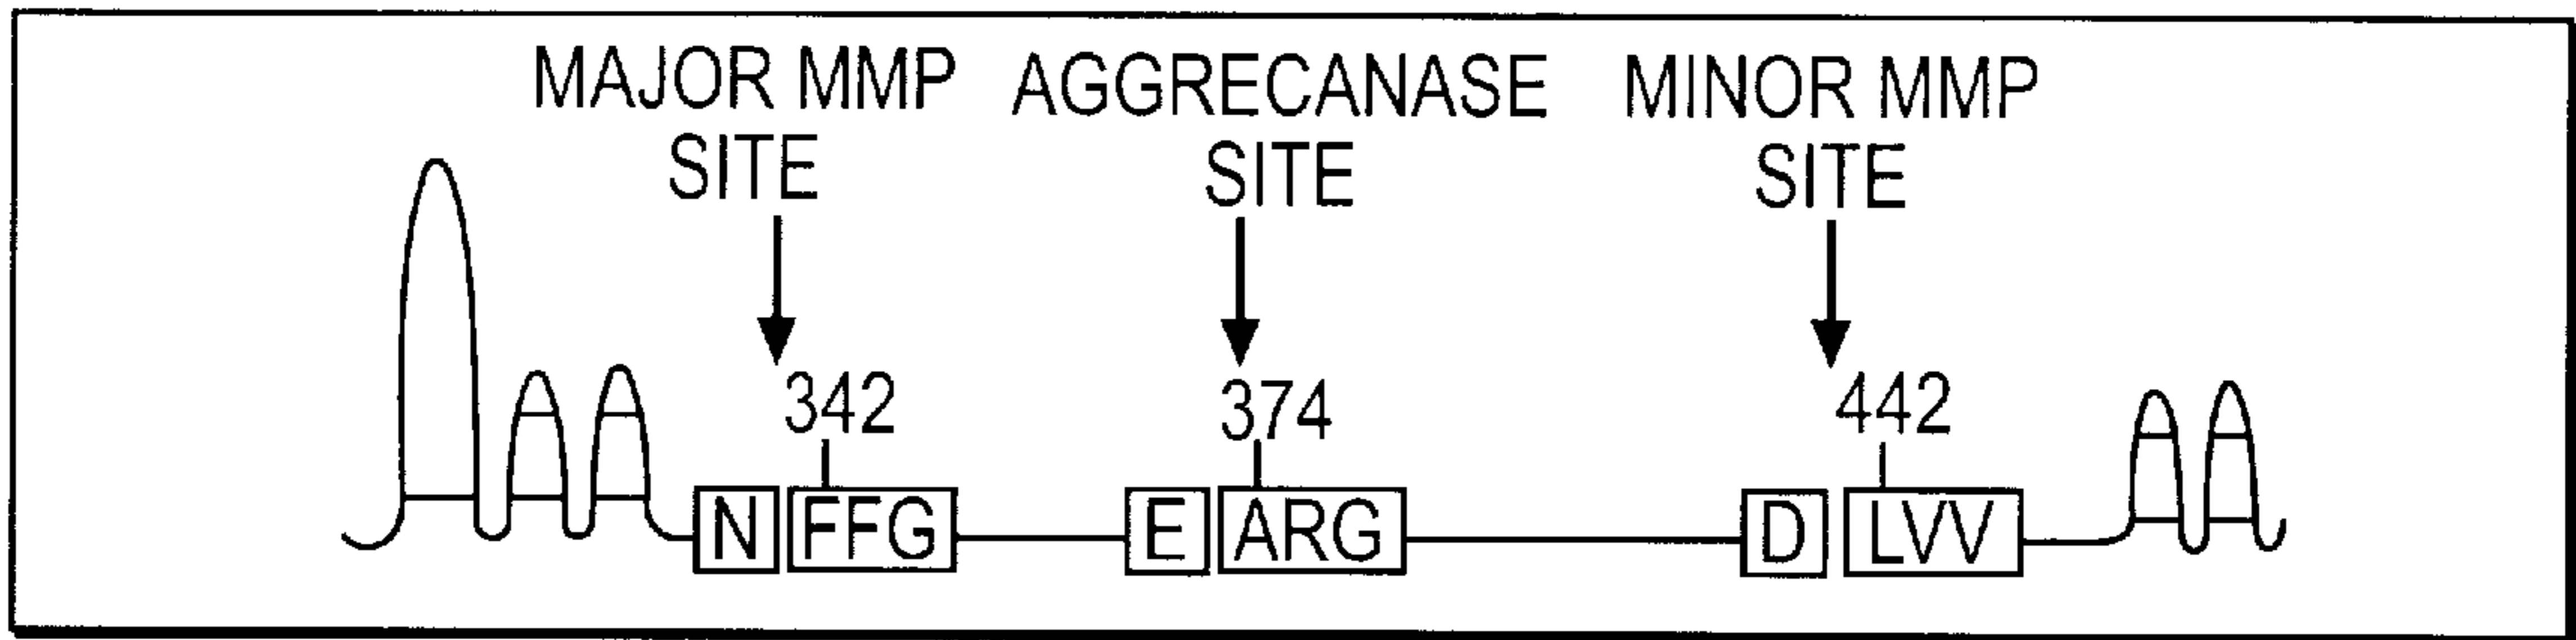 MAJOR MMP SITE
AGGRECANASE SITE
MINOR MMP SITE
342
374
442
N FFG E ARG D LVV